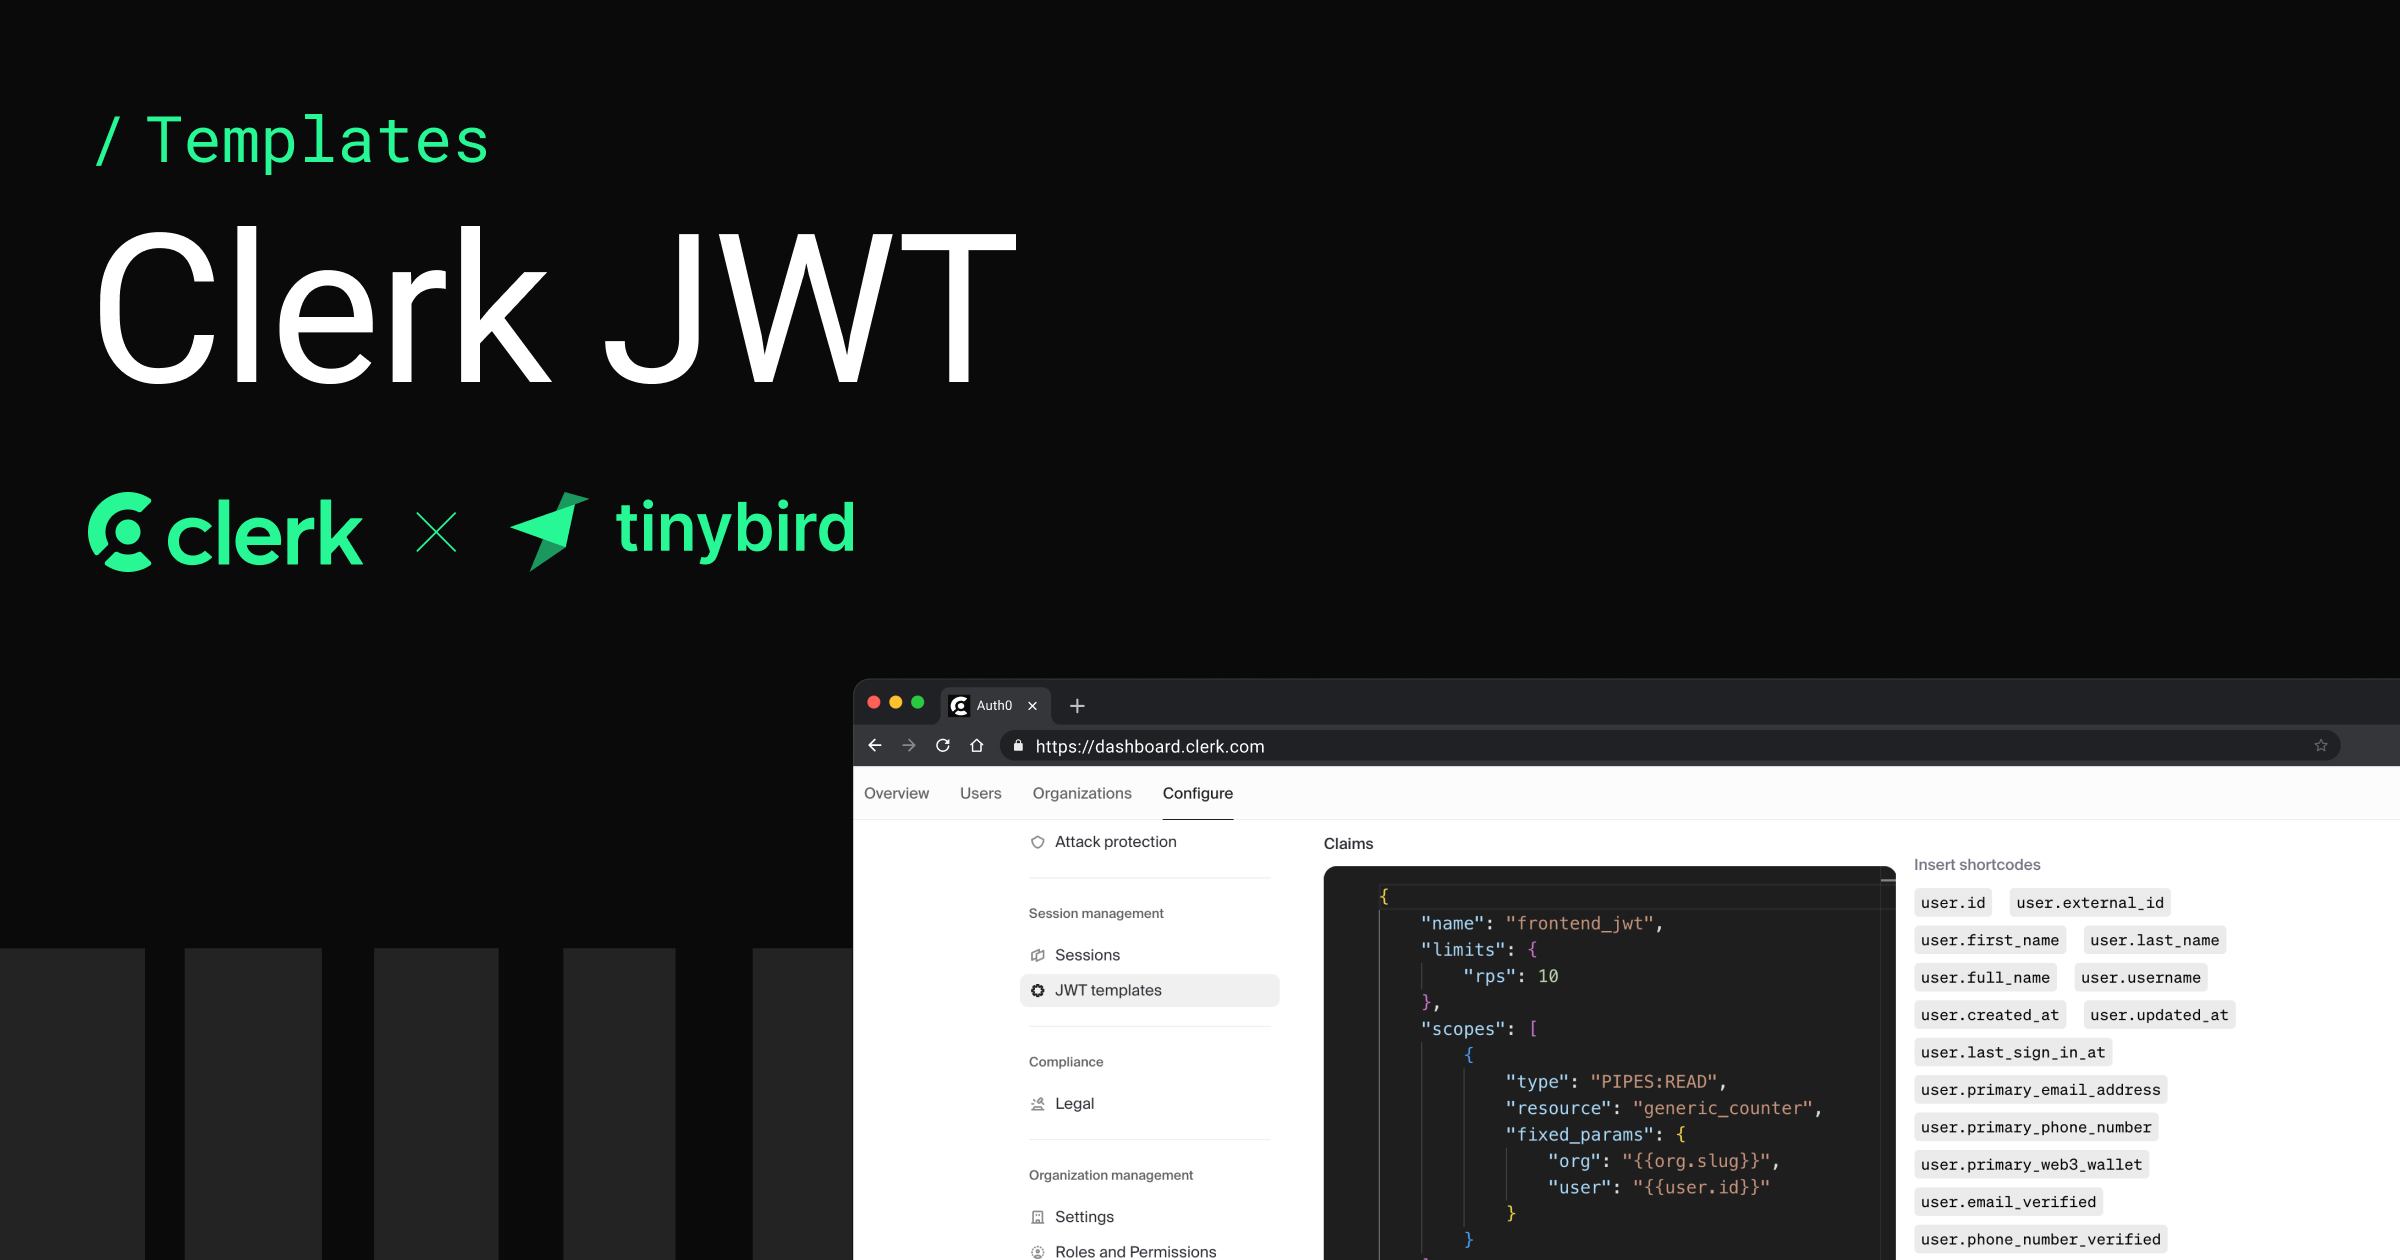 / Templates
Clerk JWT
clerk × tinybird
Auth0
https://dashboard.clerk.com
Overview Users Organizations Configure
Attack protection
Session management
Sessions
JWT templates
Compliance
Legal
Organization management
Settings
Roles and Permissions
Claims
{
"name": "frontend_jwt",
"limits": {
"rps": 10
},
"scopes": [
{
"type": "PIPES:READ",
"resource": "generic_counter",
"fixed_params": {
"org": "{{org.slug}}",
"user": "{{user.id}}"
}
}
Insert shortcodes
user.id user.external_id
user.first_name user.last_name
user.full_name user.username
user.created_at user.updated_at
user.last_sign_in_at
user.primary_email_address
user.primary_phone_number
user.primary_web3_wallet
user.email_verified
user.phone_number_verified